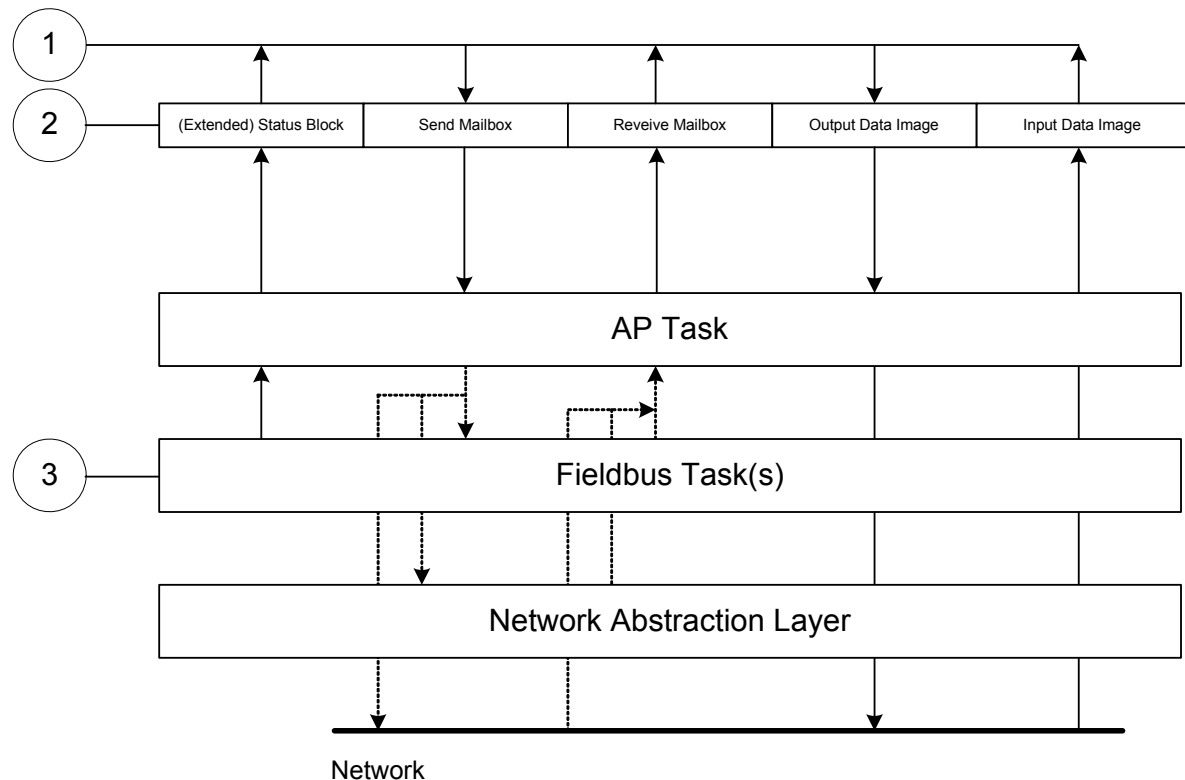 1
2
(Extended) Status Block
Send Mailbox
Reveive Mailbox
Output Data Image
Input Data Image
AP Task
3
Fieldbus Task(s)
Network Abstraction Layer
Network